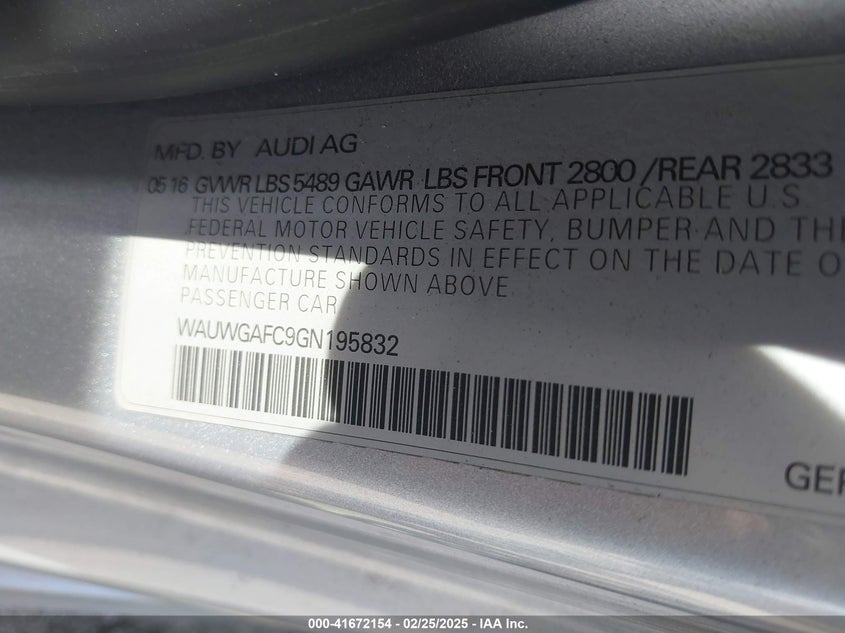 MFD. BY AUDI AG
05 16 GVWR LBS 5489 GAWR LBS FRONT 2800 /REAR 2833
THIS VEHICLE CONFORMS TO ALL APPLICABLE U.S.
FEDERAL MOTOR VEHICLE SAFETY, BUMPER AND THE
PREVENTION STANDARDS IN EFFECT ON THE DATE O
MANUFACTURE SHOWN ABOVE
PASSENGER CAR
WAUWGAFC9GN195832
GER
000-41672154 - 02/25/2025 - IAA Inc.